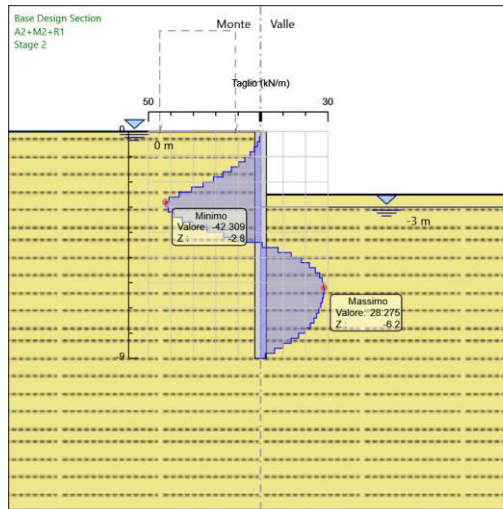 Base Design Section
A2+M2+R1
Stage 2
Monte Valle
Taglio (kN/m)
50 30
0
0 m
-3 m
Minimo
Valore: -42.309
Z : -2.8
Massimo
Valore: 28.275
Z : -6.2
-9